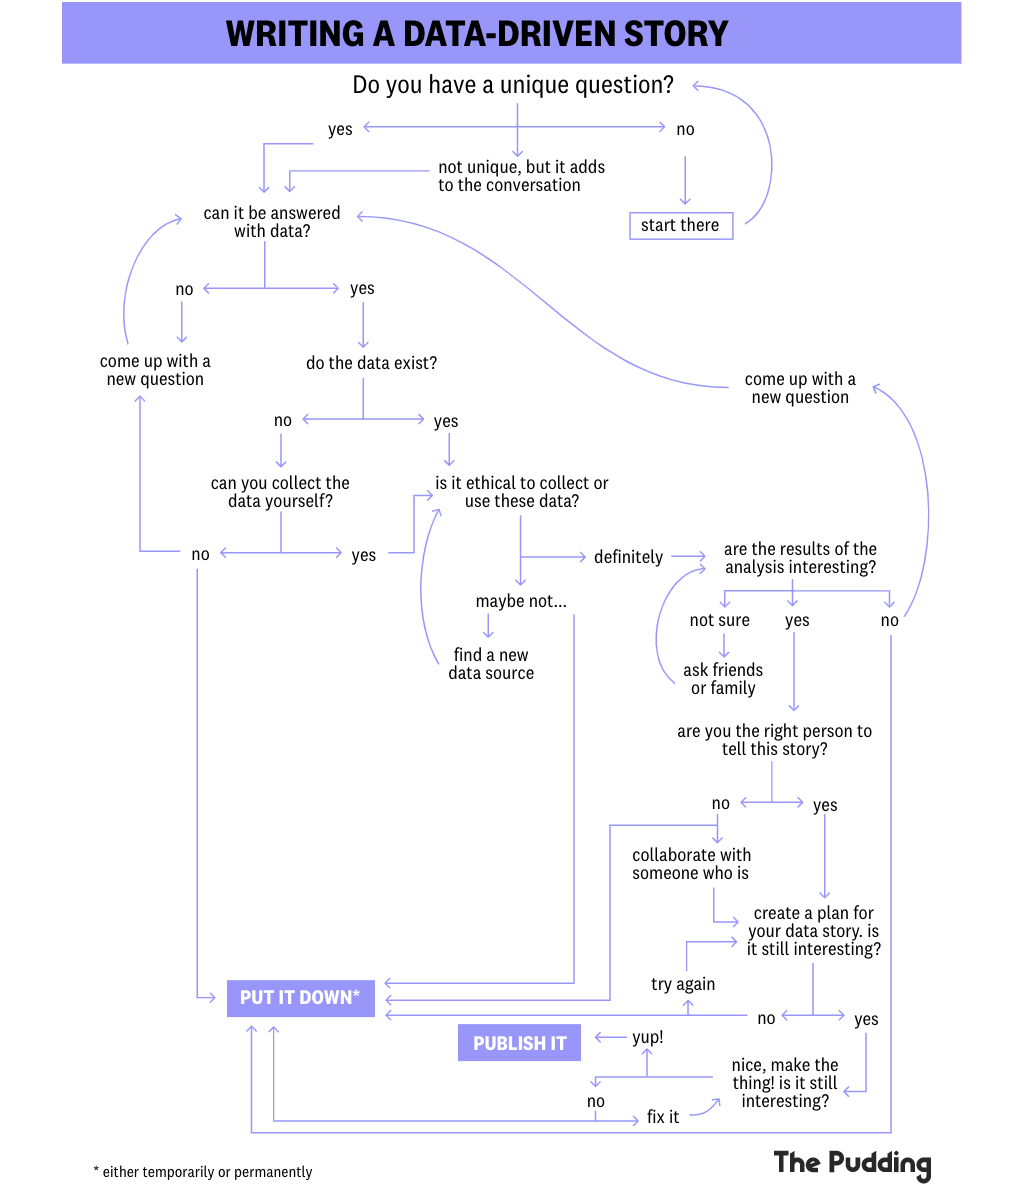 WRITING A DATA-DRIVEN STORY
Do you have a unique question?
yes
no
not unique, but it adds
to the conversation
start there
can it be answered
with data?
no
yes
come up with a
new question
do the data exist?
come up with a
new question
no
yes
can you collect the
data yourself?
is it ethical to collect or
use these data?
no
yes
definitely
are the results of the
analysis interesting?
maybe not...
not sure
yes
no
find a new
data source
ask friends
or family
are you the right person to
tell this story?
no
yes
collaborate with
someone who is
create a plan for
your data story. is
it still interesting?
try again
PUT IT DOWN*
no
yes
PUBLISH IT
yup!
nice, make the
thing! is it still
interesting?
no
fix it
* either temporarily or permanently
The Pudding